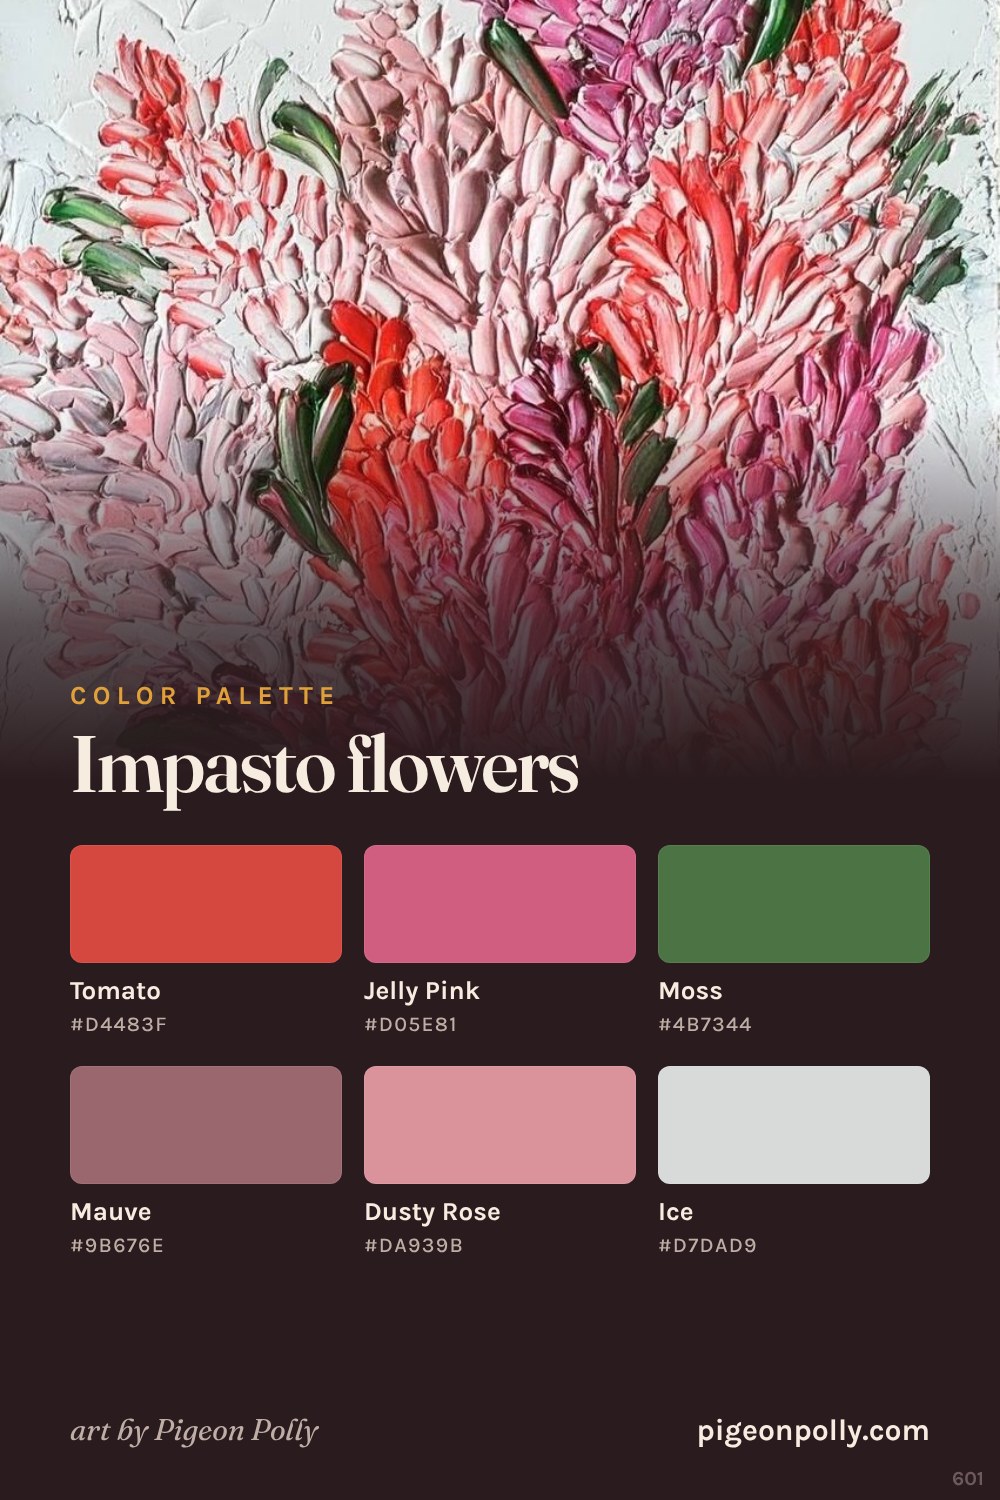 COLOR PALETTE
Impasto flowers
Tomato
#D4483F
Jelly Pink
#D05E81
Moss
#4B7344
Mauve
#9B676E
Dusty Rose
#DA939B
Ice
#D7DAD9
art by Pigeon Polly
pigeonpolly.com
601